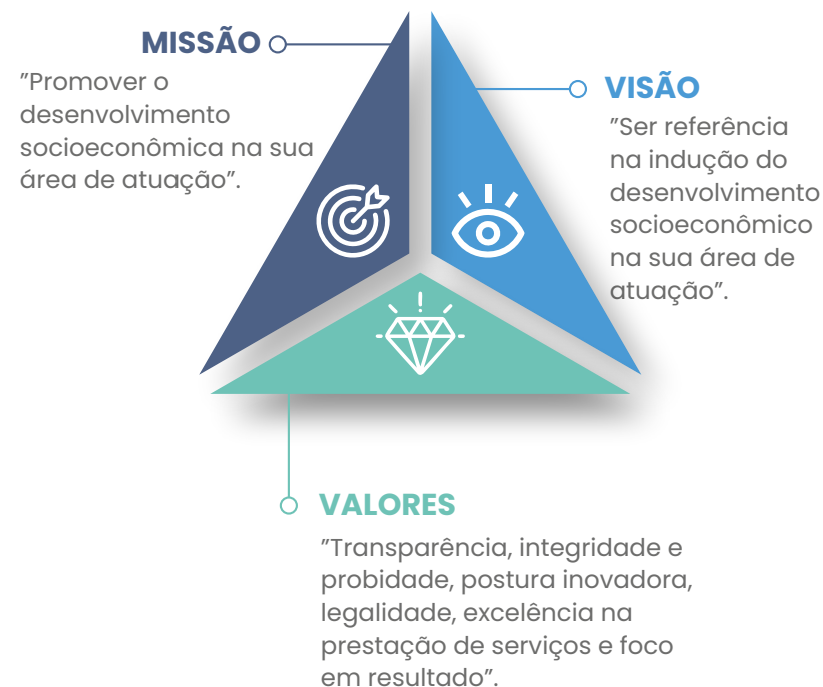 MISSÃO
”Promover o
desenvolvimento
socioeconômica na sua
área de atuação”.
VISÃO
”Ser referência
na indução do
desenvolvimento
socioeconômico
na sua área de
atuação”.
VALORES
”Transparência, integridade e
probidade, postura inovadora,
legalidade, excelência na
prestação de serviços e foco
em resultado”.